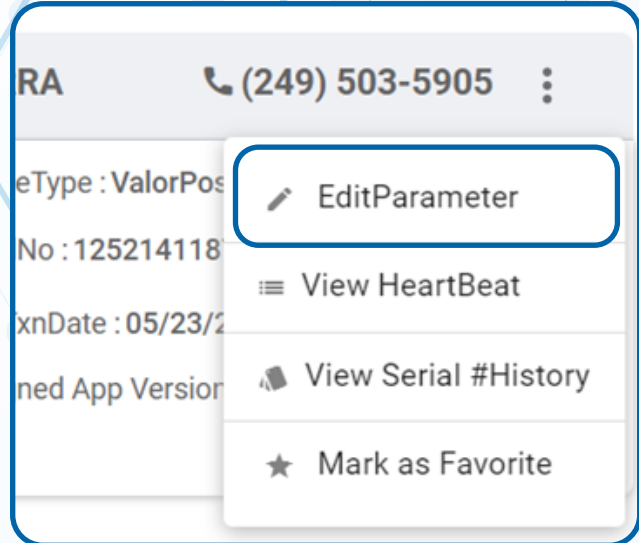 RA (249) 503-5905
eType : ValorPos
EditParameter
No : 125214118
View HeartBeat
xnDate : 05/23/2
View Serial #History
ned App Version
Mark as Favorite